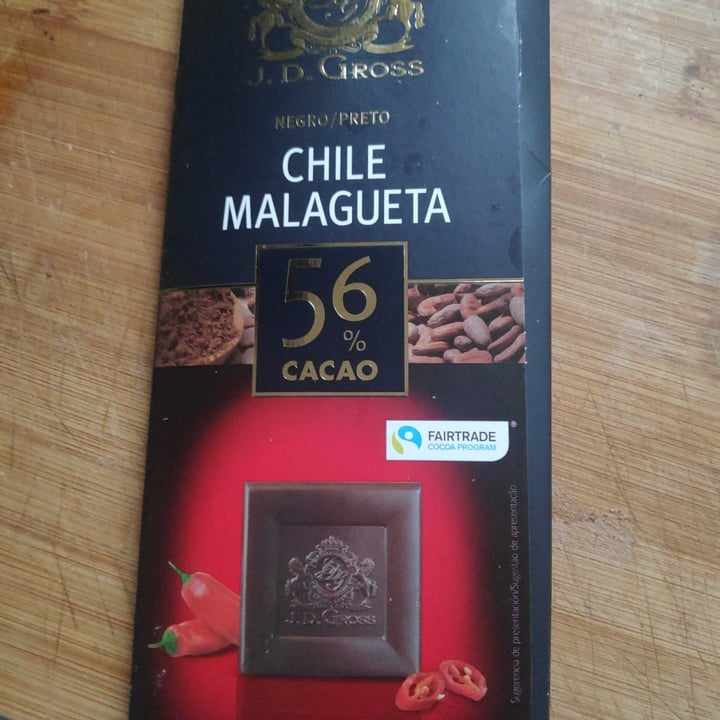 J. D. GROSS
NEGRO/PRETO
CHILE
MALAGUETA
56
%
CACAO
FAIRTRADE
COCOA PROGRAM
®
J. D. GROSS
Sugerencia de presentación/Sugestão de apresentação